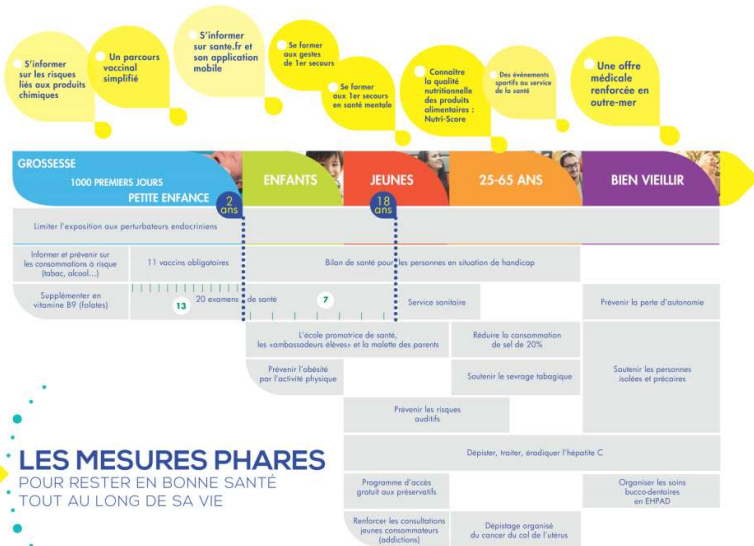 S'informer
sur les risques
liés aux produits
chimiques
Un parcours
vaccinal
simplifié
S'informer
sur sante.fr et
son application
mobile
Se former
aux gestes
de 1er secours
Se former
aux 1er secours
en santé mentale
Connaître
la qualité
nutritionnelle
des produits
alimentaires :
Nutri-Score
Des événements
sportifs au service
de la santé
Une offre
médicale
renforcée en
outre-mer
GROSSESSE
1000 PREMIERS JOURS
PETITE ENFANCE
2
ans
ENFANTS
JEUNES
18
ans
25-65 ANS
BIEN VIEILLIR
Limiter l'exposition aux perturbateurs endocriniens
Informer et prévenir sur
les consommations à risque
(tabac, alcool...)
11 vaccins obligatoires
Bilan de santé pour les personnes en situation de handicap
Supplémenter en
vitamine B9 (folates)
13
20 examens de santé
7
Service sanitaire
Prévenir la perte d'autonomie
L'école promotrice de santé,
les «ambassadeurs élèves» et la malette des parents
Réduire la consommation
de sel de 20%
Soutenir les personnes
isolées et précaires
Prévenir l'obésité
par l'activité physique
Soutenir le sevrage tabagique
Prévenir les risques
auditifs
Dépister, traiter, éradiquer l'hépatite C
LES MESURES PHARES
POUR RESTER EN BONNE SANTÉ
TOUT AU LONG DE SA VIE
Programme d'accès
gratuit aux préservatifs
Organiser les soins
bucco-dentaires
en EHPAD
Renforcer les consultations
jeunes consommateurs
(addictions)
Dépistage organisé
du cancer du col de l'utérus